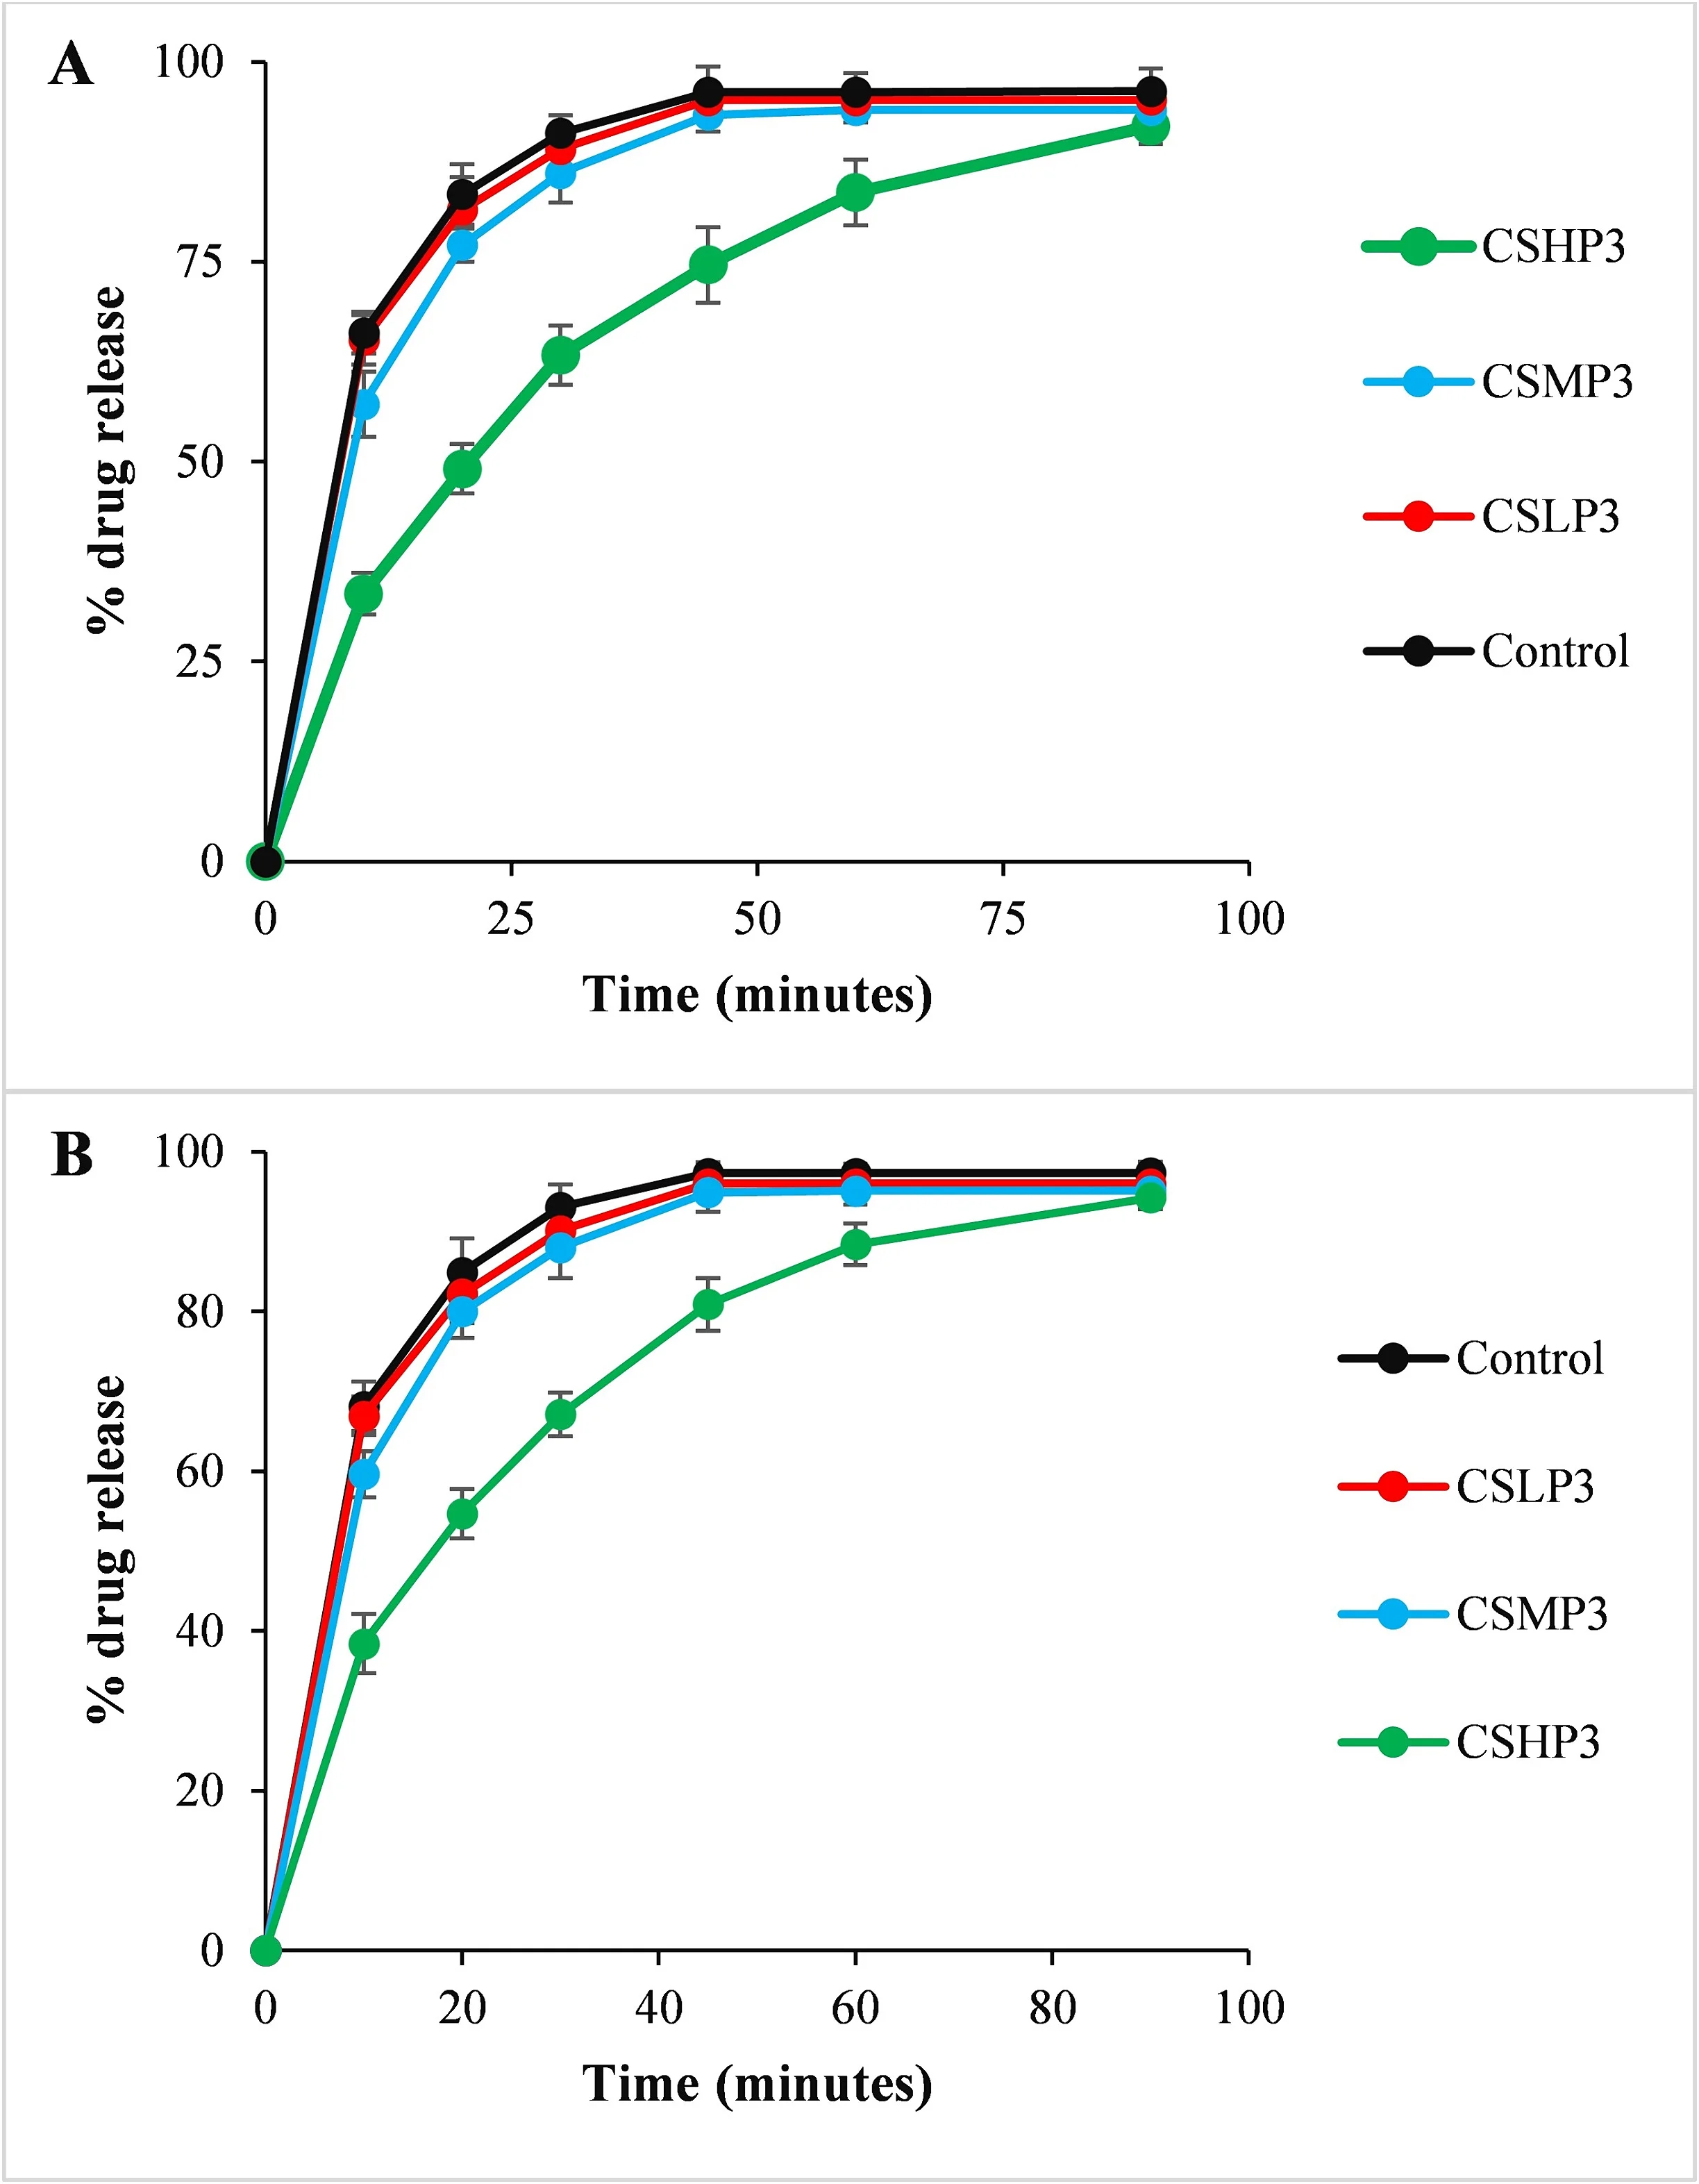 A
100
75
50
25
0
% drug release
0 25 50 75 100
Time (minutes)
CSHP3
CSMP3
CSLP3
Control
B
100
80
60
40
20
0
% drug release
0 20 40 60 80 100
Time (minutes)
Control
CSLP3
CSMP3
CSHP3